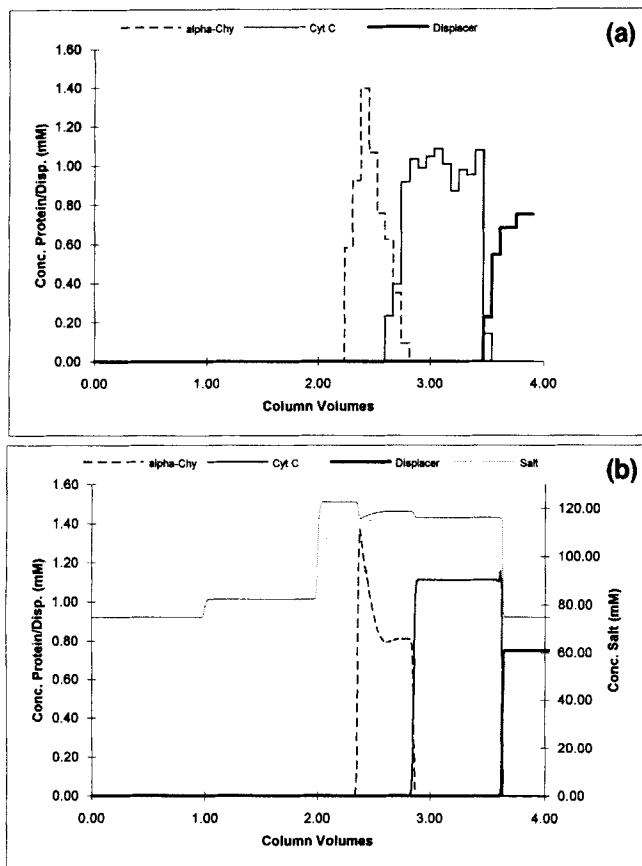 alpha-Chy Cyt C Displacer (a)
1.60
1.40
1.20
1.00
0.80
0.60
0.40
0.20
0.00
Conc. Protein/Disp. (mM)
0.00 1.00 2.00 3.00 4.00
Column Volumes
alpha-Chy Cyt C Displacer Salt (b)
1.60
1.40
1.20
1.00
0.80
0.60
0.40
0.20
0.00
Conc. Protein/Disp. (mM)
120.00
100.00
80.00
60.00
40.00
20.00
0.00
Conc. Salt (mM)
0.00 1.00 2.00 3.00 4.00
Column Volumes